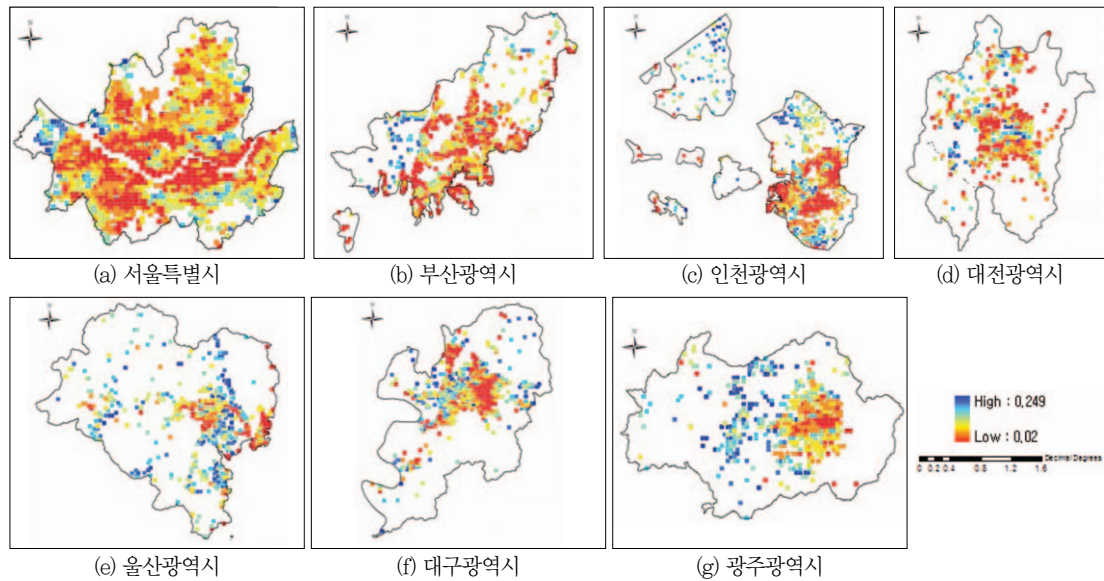 (a) 서울특별시
(b) 부산광역시
(c) 인천광역시
(d) 대전광역시
High : 0,249
Low : 0,02
Decimal Degrees
0 0.2 0.4 0.8 1.2 1.6
(e) 울산광역시
(f) 대구광역시
(g) 광주광역시